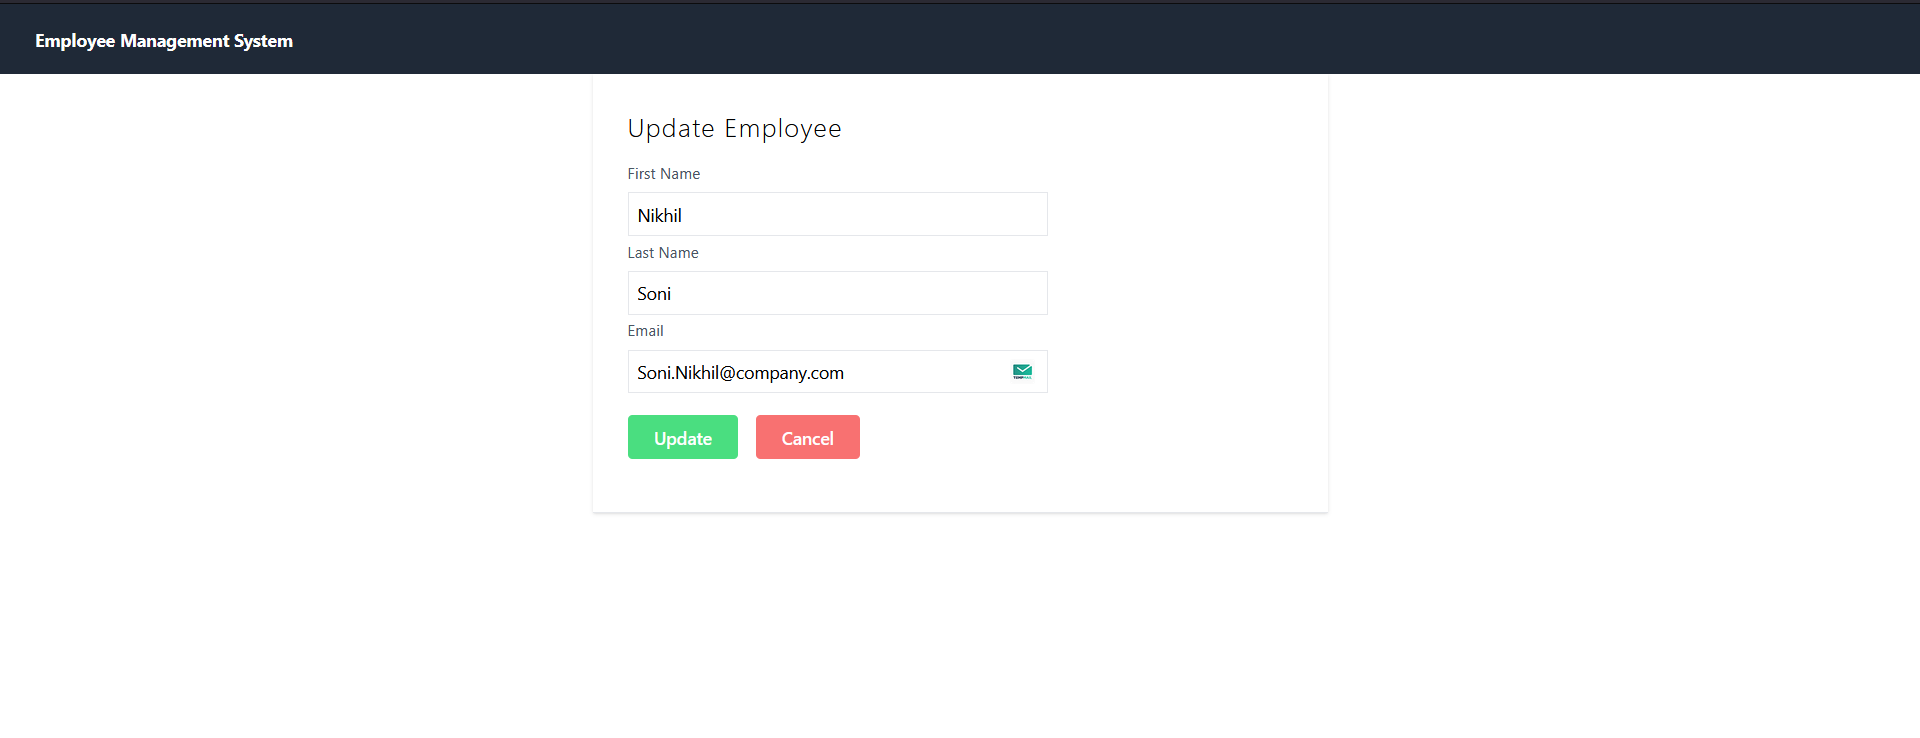 Employee Management System
Update Employee
First Name
Nikhil
Last Name
Soni
Email
Soni.Nikhil@company.com
Update Cancel